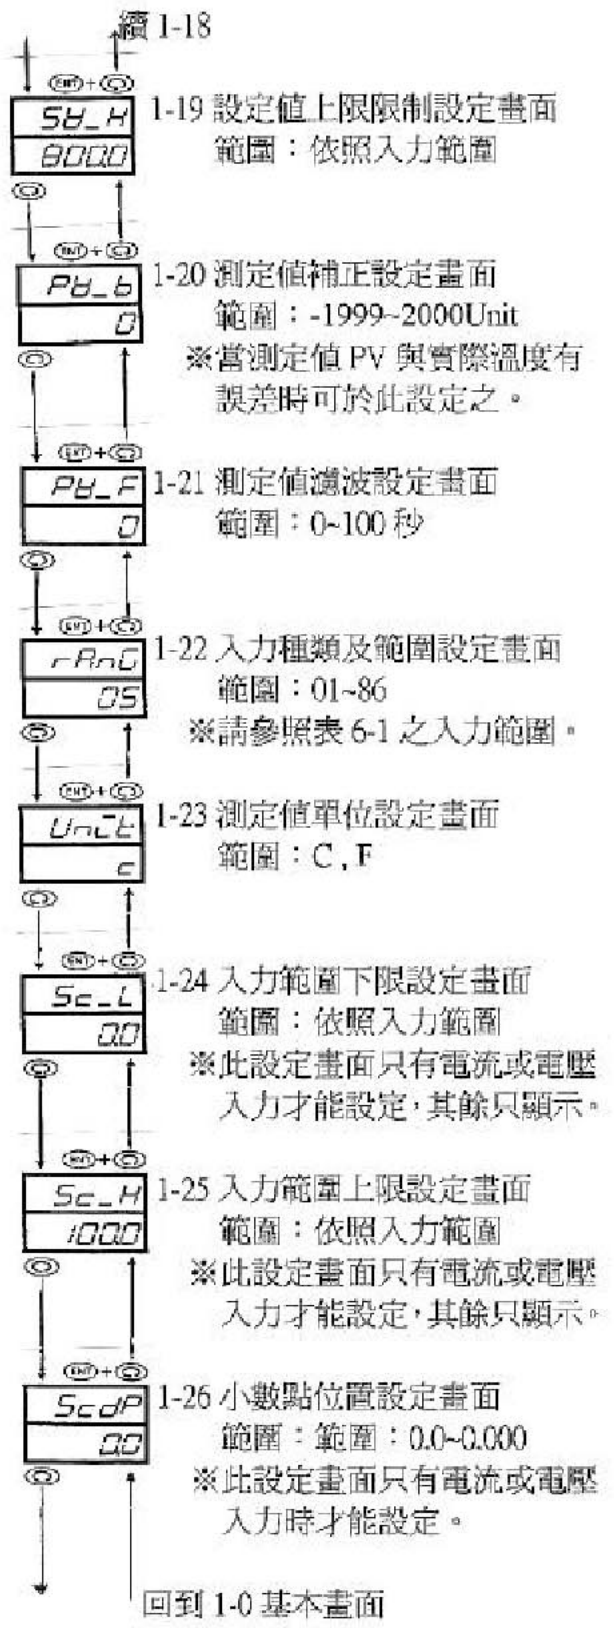 續 1-18
ENT + 
SV_H
800.0
1-19 設定值上限限制設定畫面
範圍：依照入力範圍
ENT + 
PV_b
0
1-20 測定值補正設定畫面
範圍：-1999~2000Unit
※當測定值 PV 與實際溫度有
誤差時可於此設定之。
ENT + 
PV_F
0
1-21 測定值濾波設定畫面
範圍：0~100 秒
ENT + 
rAnG
05
1-22 入力種類及範圍設定畫面
範圍：01~86
※請參照表 6-1 之入力範圍。
ENT + 
Unit
c
1-23 測定值單位設定畫面
範圍：C , F
ENT + 
Sc_L
0.0
1-24 入力範圍下限設定畫面
範圍：依照入力範圍
※此設定畫面只有電流或電壓
入力才能設定，其餘只顯示。
ENT + 
Sc_H
100.0
1-25 入力範圍上限設定畫面
範圍：依照入力範圍
※此設定畫面只有電流或電壓
入力才能設定，其餘只顯示。
ENT + 
ScdP
0.0
1-26 小數點位置設定畫面
範圍：範圍：0.0~0.000
※此設定畫面只有電流或電壓
入力時才能設定。
回到 1-0 基本畫面